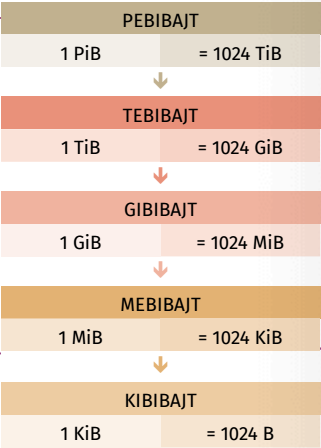 PEBIBAJT
1 PiB = 1024 TiB
TEBIBAJT
1 TiB = 1024 GiB
GIBIBAJT
1 GiB = 1024 MiB
MEBIBAJT
1 MiB = 1024 KiB
KIBIBAJT
1 KiB = 1024 B